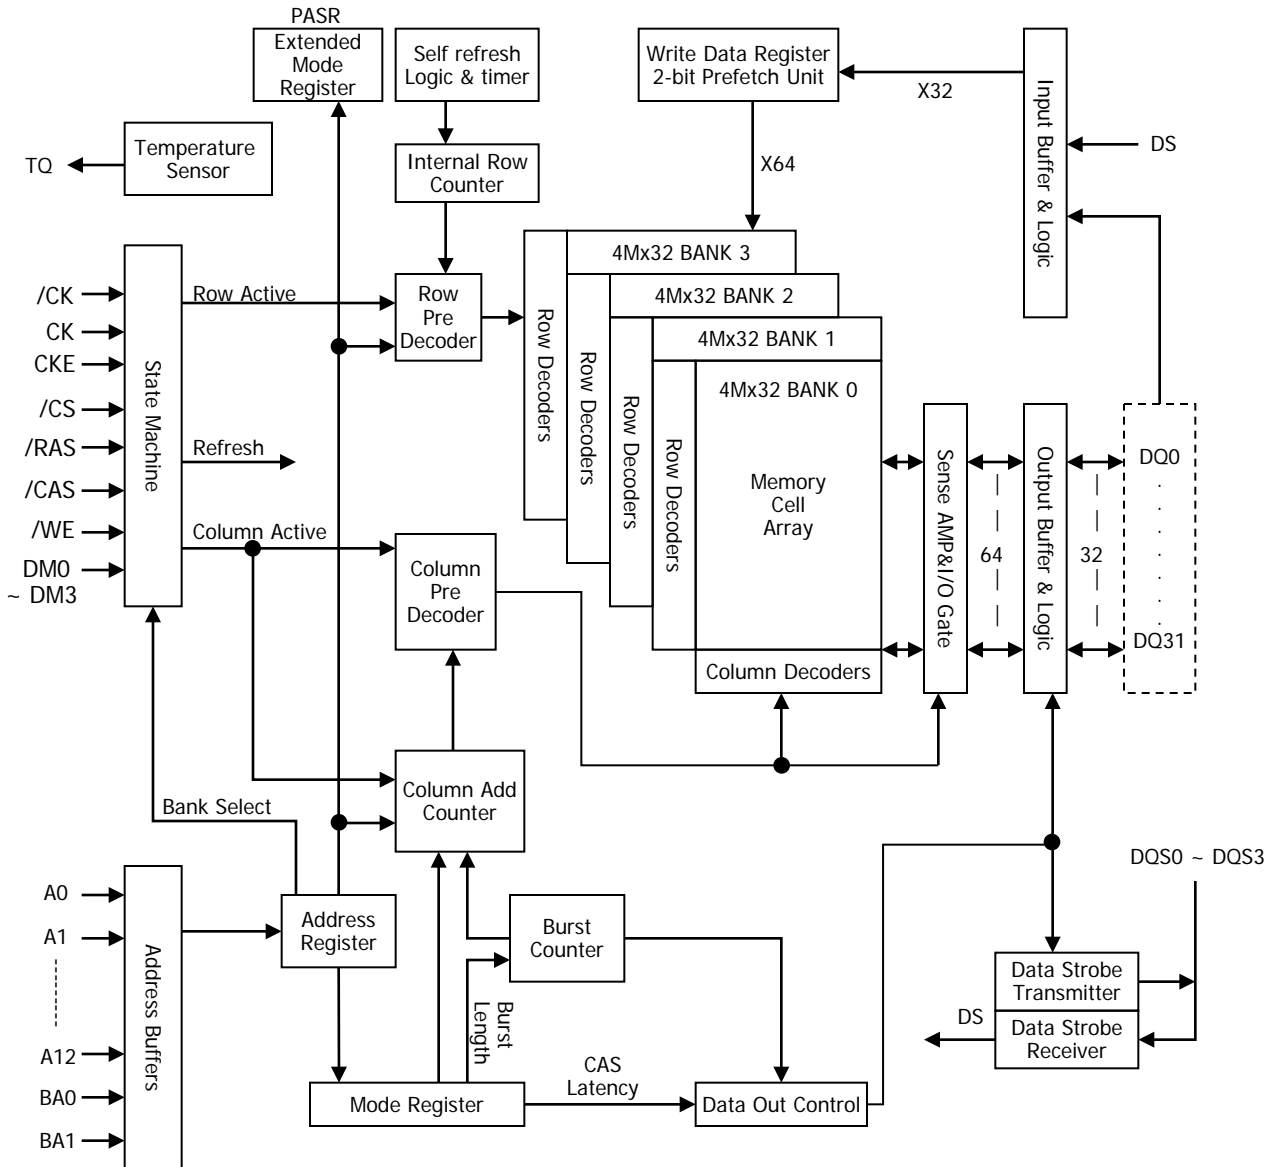 PASR
Extended
Mode
Register
Self refresh
Logic & timer
Write Data Register
2-bit Prefetch Unit
X32
Input Buffer & Logic
DS
TQ
Temperature
Sensor
Internal Row
Counter
X64
/CK
CK
CKE
/CS
/RAS
/CAS
/WE
DM0
~ DM3
State Machine
Row Active
Refresh
Column Active
Row
Pre
Decoder
Row Decoders
4Mx32 BANK 3
Row Decoders
4Mx32 BANK 2
Row Decoders
4Mx32 BANK 1
Row Decoders
4Mx32 BANK 0
Memory
Cell
Array
Column Decoders
Sense AMP&I/O Gate
64
Output Buffer & Logic
32
DQ0
DQ31
Column
Pre
Decoder
Column Add
Counter
Bank Select
A0
A1
A12
BA0
BA1
Address Buffers
Address
Register
Burst
Counter
Burst
Length
Mode Register
CAS
Latency
Data Out Control
DQS0 ~ DQS3
Data Strobe
Transmitter
DS
Data Strobe
Receiver